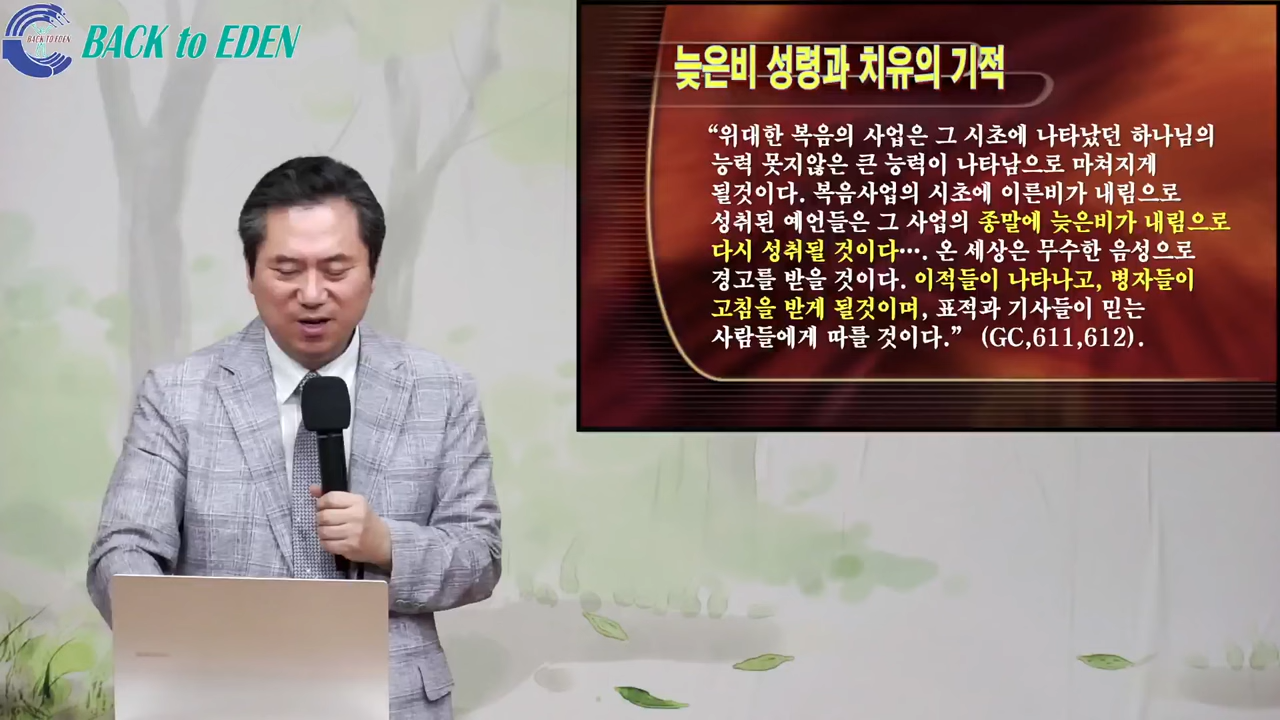 BACK TO EDEN
BACK to EDEN
늦은비 성령과 치유의 기적
“위대한 복음의 사업은 그 시초에 나타났던 하나님의
능력 못지않은 큰 능력이 나타남으로 마쳐지게
될것이다. 복음사업의 시초에 이른비가 내림으로
성취된 예언들은 그 사업의 종말에 늦은비가 내림으로
다시 성취될 것이다…. 온 세상은 무수한 음성으로
경고를 받을 것이다. 이적들이 나타나고, 병자들이
고침을 받게 될것이며, 표적과 기사들이 믿는
사람들에게 따를 것이다.” (GC,611,612).